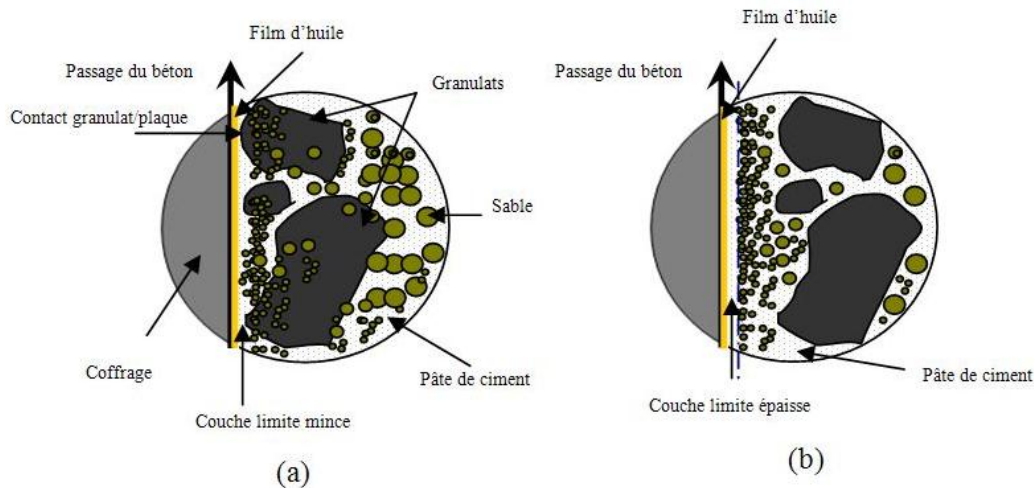 Film d'huile
Passage du béton
Granulats
Contact granulat/plaque
Sable
Coffrage
Pâte de ciment
Couche limite mince
(a)
Film d'huile
Passage du béton
Pâte de ciment
Couche limite épaisse
(b)